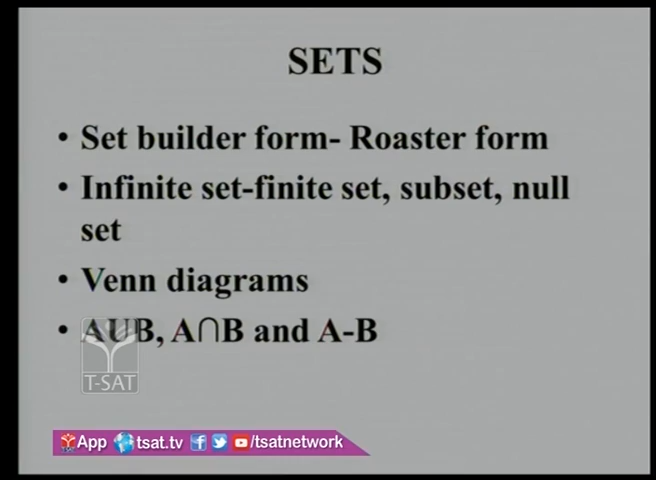 SETS
• Set builder form- Roaster form
• Infinite set-finite set, subset, null
set
• Venn diagrams
• AUB, A∩B and A-B
T-SAT
App tsat.tv /tsatnetwork